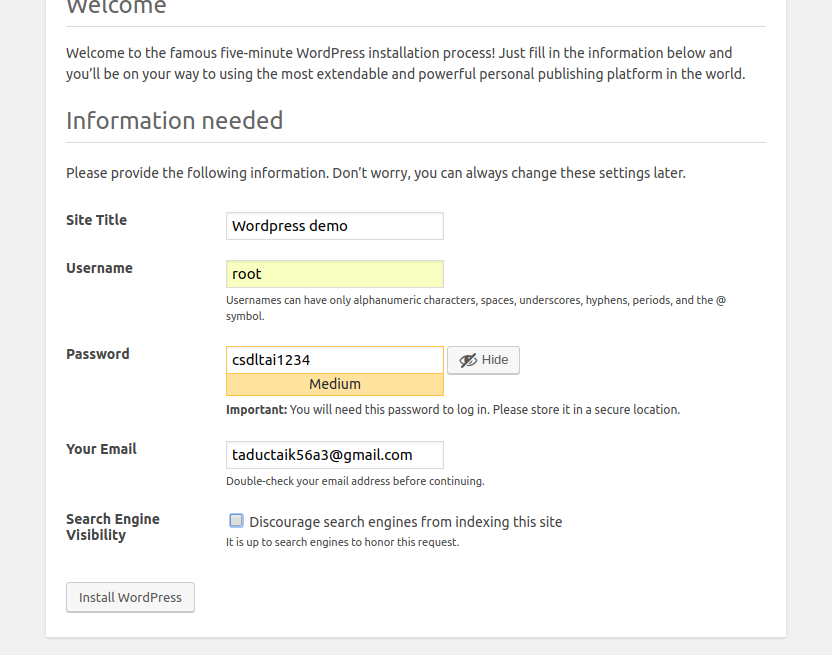 Welcome
Welcome to the famous five-minute WordPress installation process! Just fill in the information below and
you’ll be on your way to using the most extendable and powerful personal publishing platform in the world.
Information needed
Please provide the following information. Don’t worry, you can always change these settings later.
Site Title
Wordpress demo
Username
root
Usernames can have only alphanumeric characters, spaces, underscores, hyphens, periods, and the @
symbol.
Password
csdltai1234
Hide
Medium
Important: You will need this password to log in. Please store it in a secure location.
Your Email
taductaik56a3@gmail.com
Double-check your email address before continuing.
Search Engine
Visibility
Discourage search engines from indexing this site
It is up to search engines to honor this request.
Install WordPress